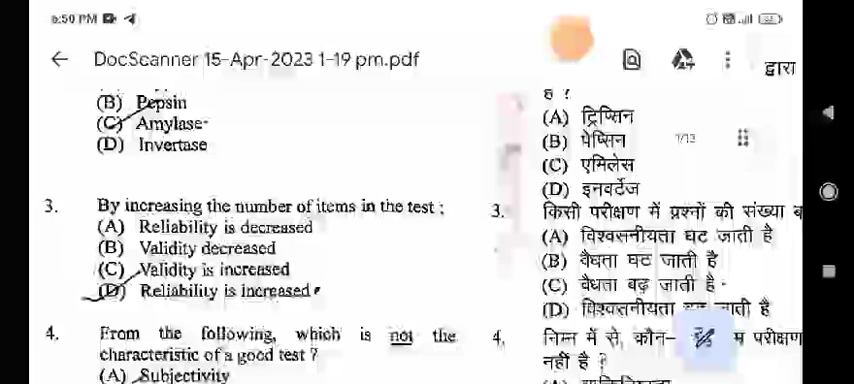 6:50 PM
DocScanner 15-Apr-2023 1-19 pm.pdf
द्वारा
(B) Pepsin
(C) Amylase
(D) Invertase
3. By increasing the number of items in the test :
(A) Reliability is decreased
(B) Validity decreased
(C) Validity is increased
(D) Reliability is increased
4. From the following, which is not the
characteristic of a good test ?
(A) Subjectivity
है ?
(A) ट्रिप्सिन
(B) पेप्सिन
1/13
(C) एमिलेस
(D) इनवर्टेज
3. किसी परीक्षण में प्रश्नों की संख्या
(A) विश्वसनीयता घट जाती है
(B) वैधता घट जाती है
(C) वैधता बढ़ जाती है
(D) विश्वसनीयता जाती है
4. निम्न में से, कौन- परीक्षण
नहीं है ?
(A)